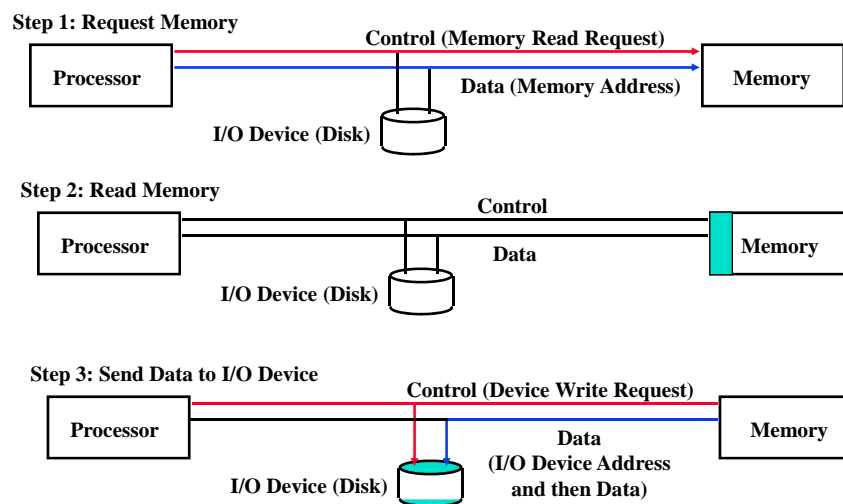 Step 1: Request Memory
Control (Memory Read Request)
Processor
Memory
Data (Memory Address)
I/O Device (Disk)
Step 2: Read Memory
Control
Processor
Memory
Data
I/O Device (Disk)
Step 3: Send Data to I/O Device
Control (Device Write Request)
Processor
Memory
Data
(I/O Device Address
and then Data)
I/O Device (Disk)